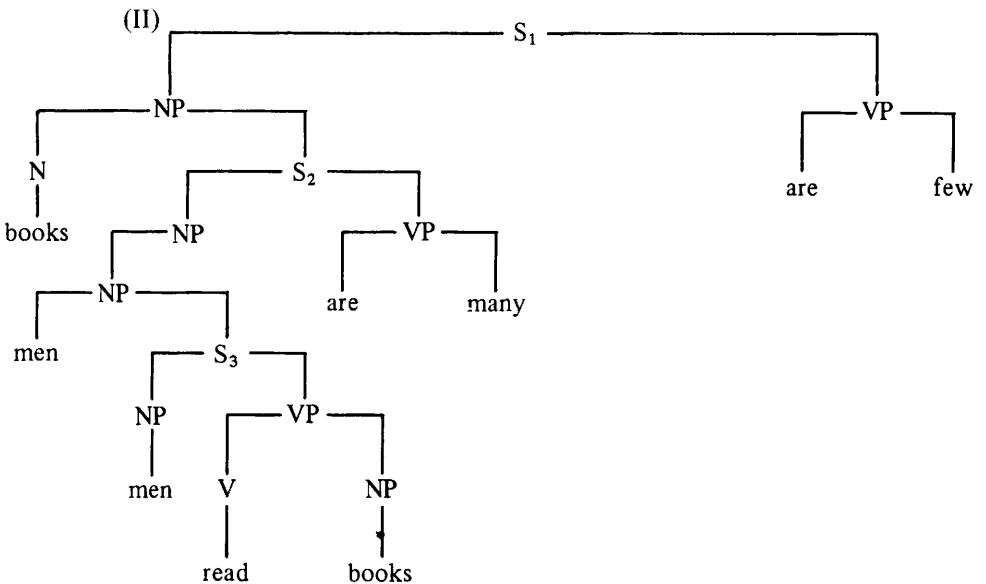 (II) S₁
NP VP
N S₂ are few
books NP VP
NP are many
men S₃
NP VP
men V NP
read books